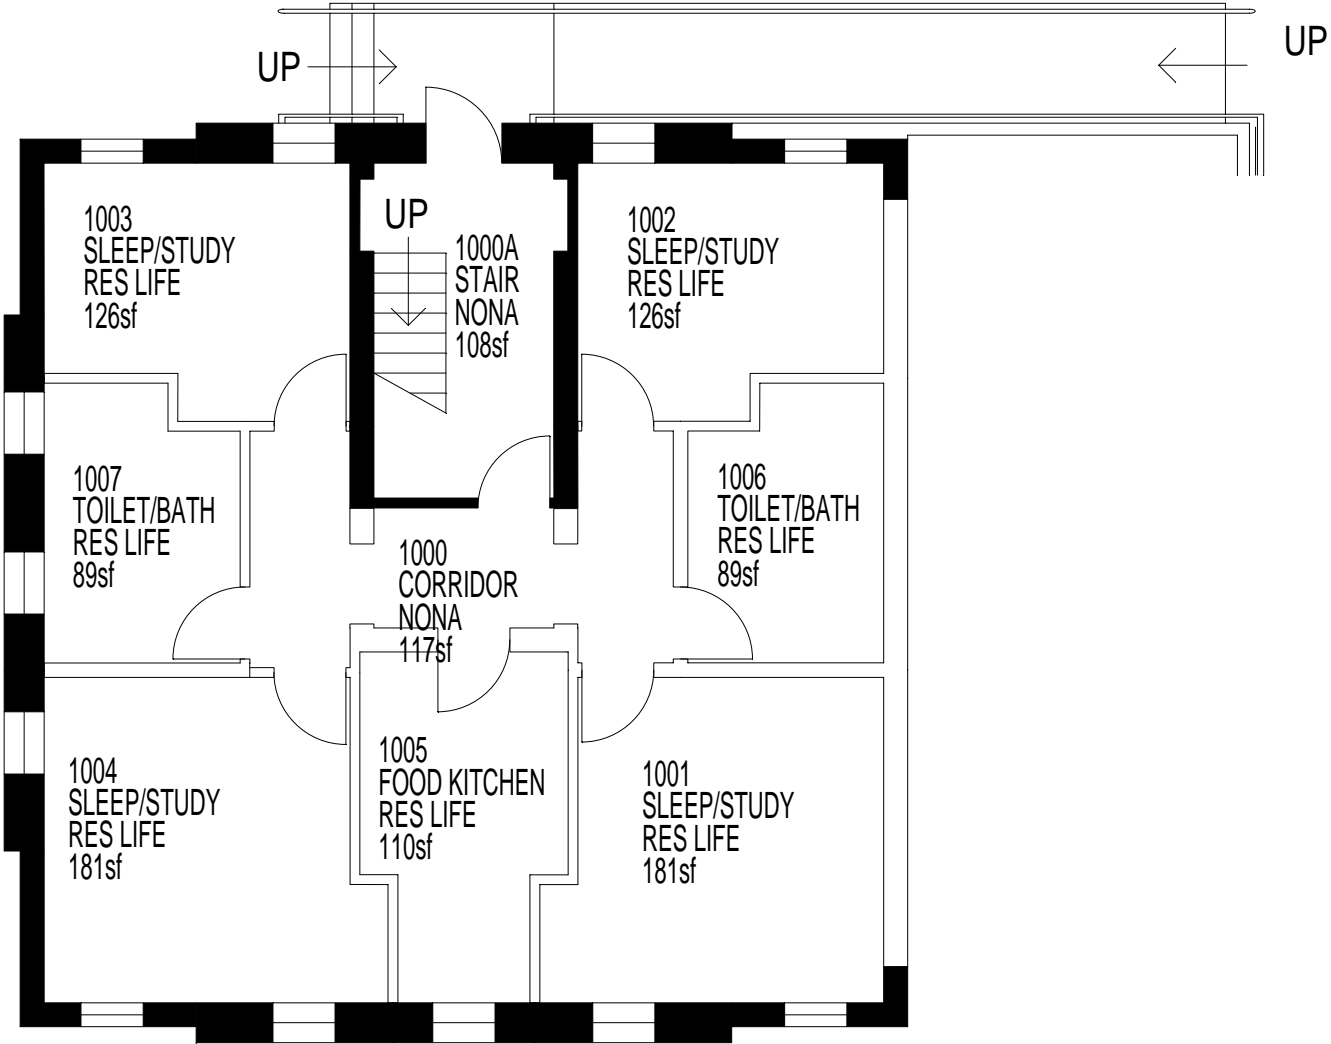 UP
UP
1003
SLEEP/STUDY
RES LIFE
126sf
UP
1000A
STAIR
NONA
108sf
1002
SLEEP/STUDY
RES LIFE
126sf
1007
TOILET/BATH
RES LIFE
89sf
1000
CORRIDOR
NONA
117sf
1006
TOILET/BATH
RES LIFE
89sf
1004
SLEEP/STUDY
RES LIFE
181sf
1005
FOOD KITCHEN
RES LIFE
110sf
1001
SLEEP/STUDY
RES LIFE
181sf